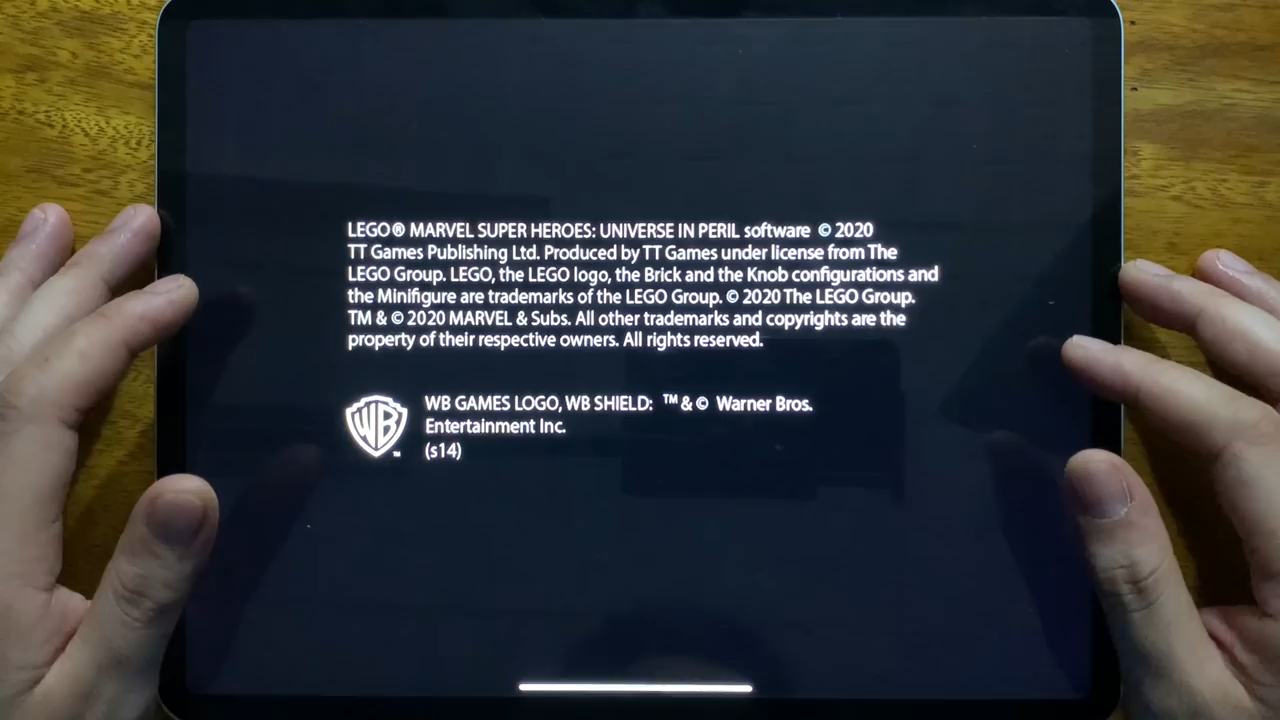 LEGO® MARVEL SUPER HEROES: UNIVERSE IN PERIL software © 2020
TT Games Publishing Ltd. Produced by TT Games under license from The
LEGO Group. LEGO, the LEGO logo, the Brick and the Knob configurations and
the Minifigure are trademarks of the LEGO Group. © 2020 The LEGO Group.
TM & © 2020 MARVEL & Subs. All other trademarks and copyrights are the
property of their respective owners. All rights reserved.
WB™
WB GAMES LOGO, WB SHIELD: ™ & © Warner Bros.
Entertainment Inc.
(s14)